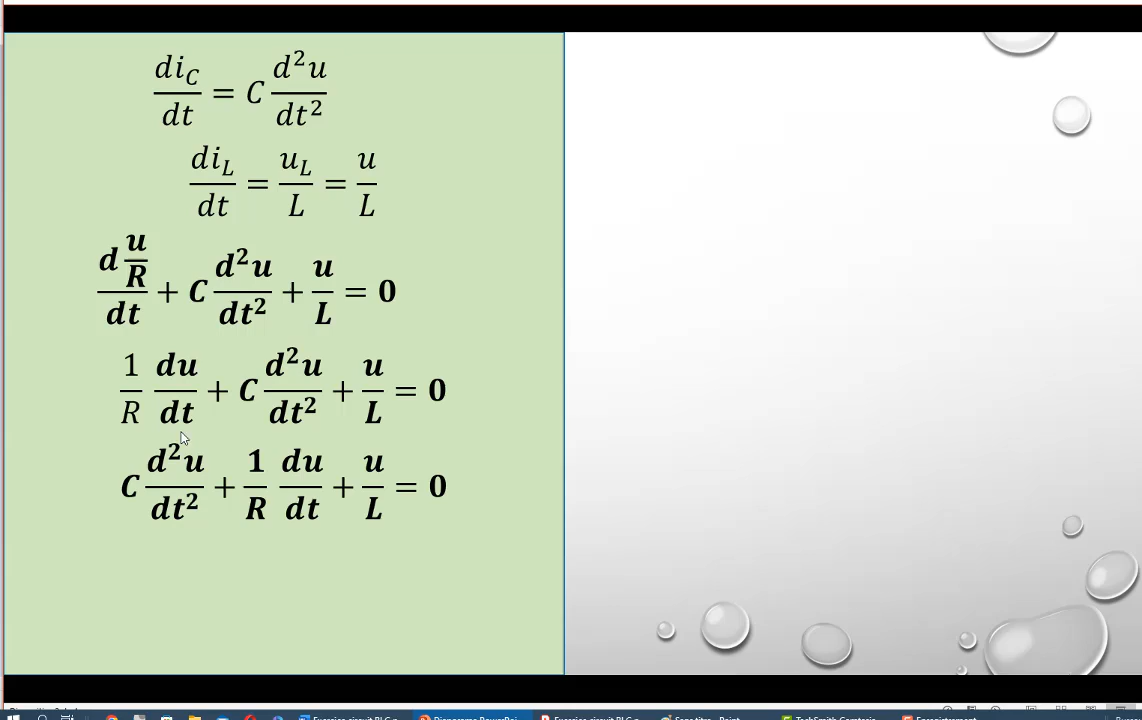 di_C/dt = C d²u/dt²
di_L/dt = u_L/L = u/L
d(u/R)/dt + C d²u/dt² + u/L = 0
1/R du/dt + C d²u/dt² + u/L = 0
C d²u/dt² + 1/R du/dt + u/L = 0